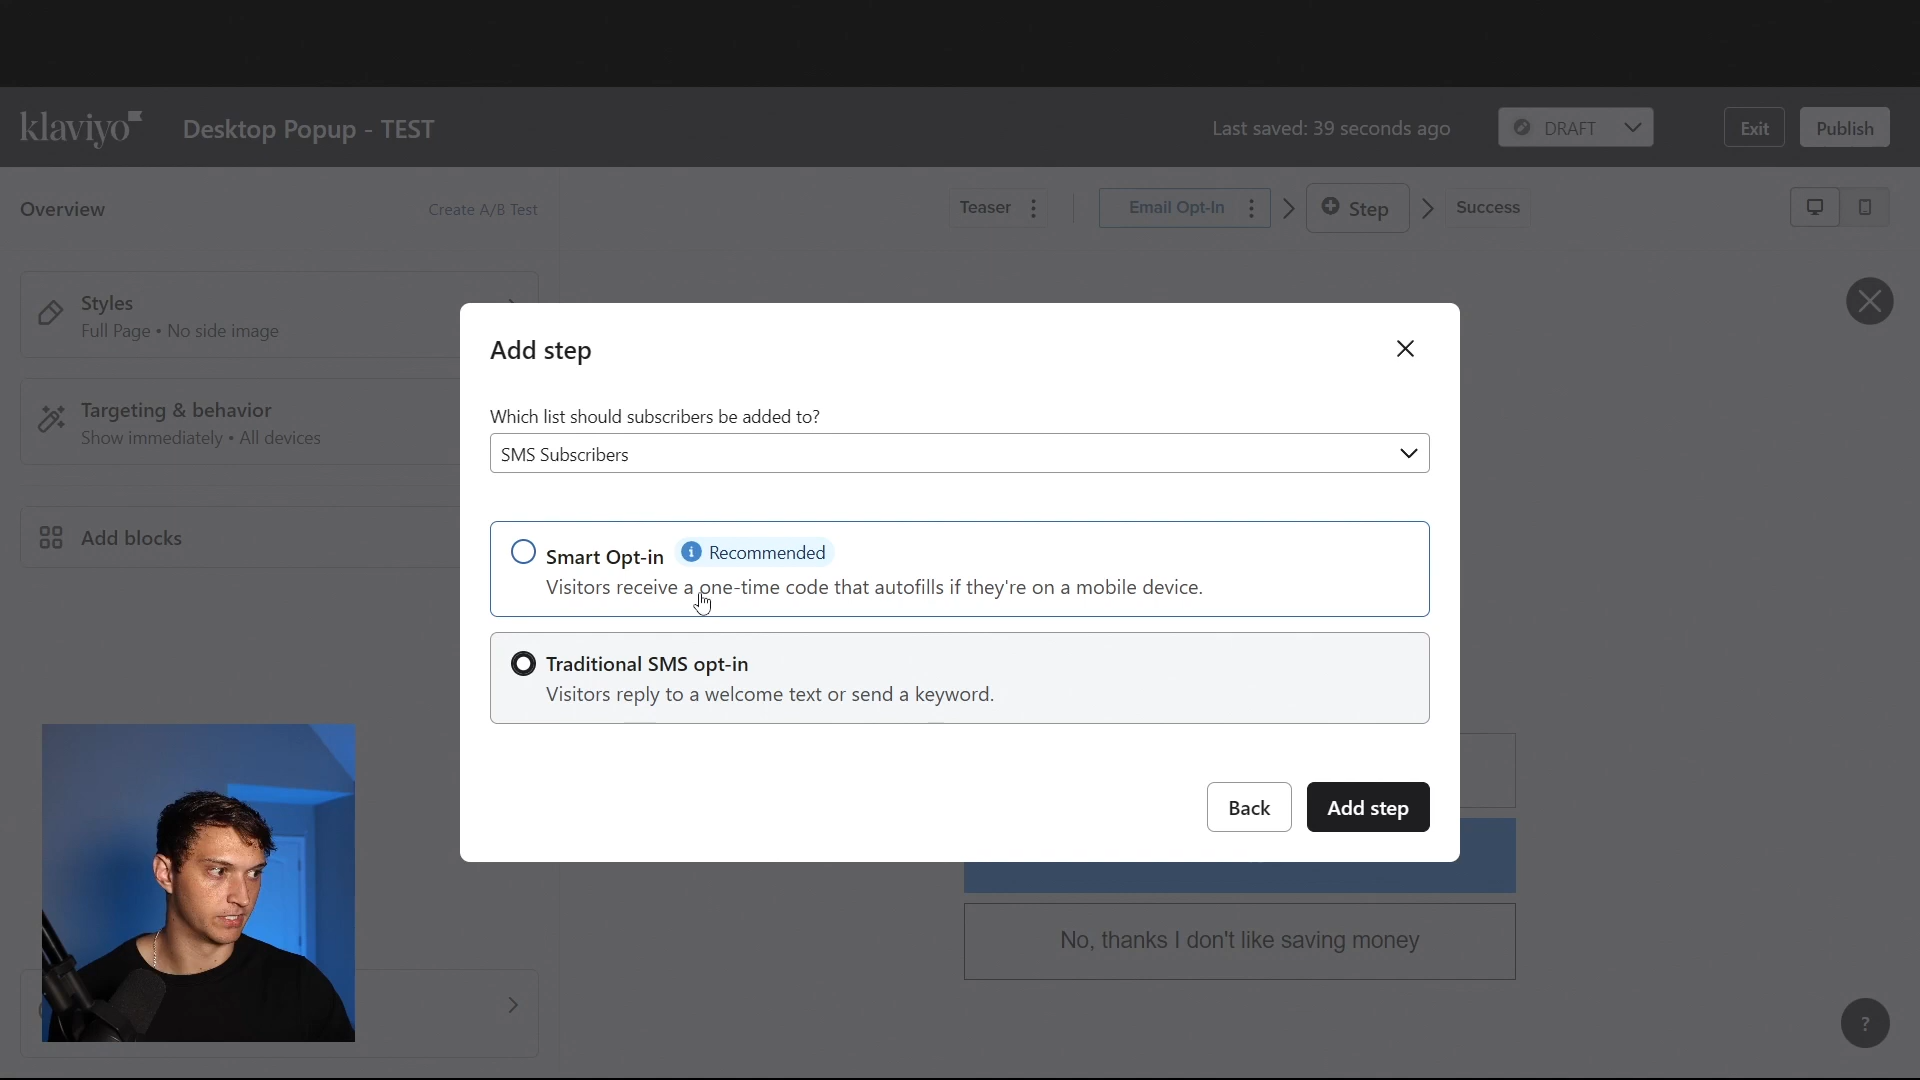 klaviyo
Desktop Popup - TEST
Last saved: 39 seconds ago
DRAFT
Exit
Publish
Overview
Create A/B Test
Teaser
Email Opt-In
Step
Success
Styles
Full Page • No side image
Targeting & behavior
Show immediately • All devices
Add blocks
Add step
Which list should subscribers be added to?
SMS Subscribers
Smart Opt-in
Recommended
Visitors receive a one-time code that autofills if they're on a mobile device.
Traditional SMS opt-in
Visitors reply to a welcome text or send a keyword.
Back
Add step
No, thanks I don't like saving money
?